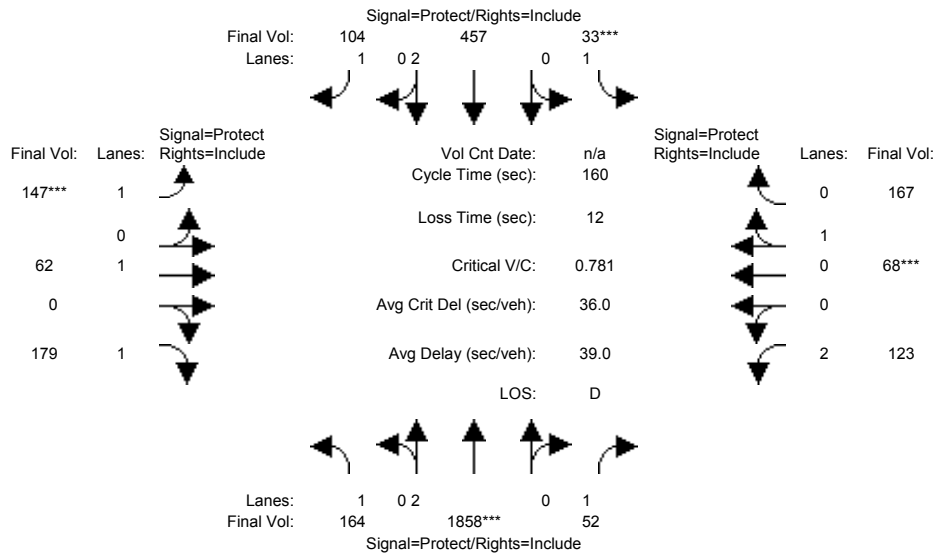 Signal=Protect/Rights=Include
Final Vol: 104 457 33***
Lanes: 1 0 2 0 1
Signal=Protect Signal=Protect
Final Vol: Lanes: Rights=Include Vol Cnt Date: n/a Rights=Include Lanes: Final Vol:
Cycle Time (sec): 160
147*** 1 0 167
Loss Time (sec): 12
0 1
62 1 Critical V/C: 0.781 0 68***
0 Avg Crit Del (sec/veh): 36.0 0
179 1 Avg Delay (sec/veh): 39.0 2 123
LOS: D
Lanes: 1 0 2 0 1
Final Vol: 164 1858*** 52
Signal=Protect/Rights=Include